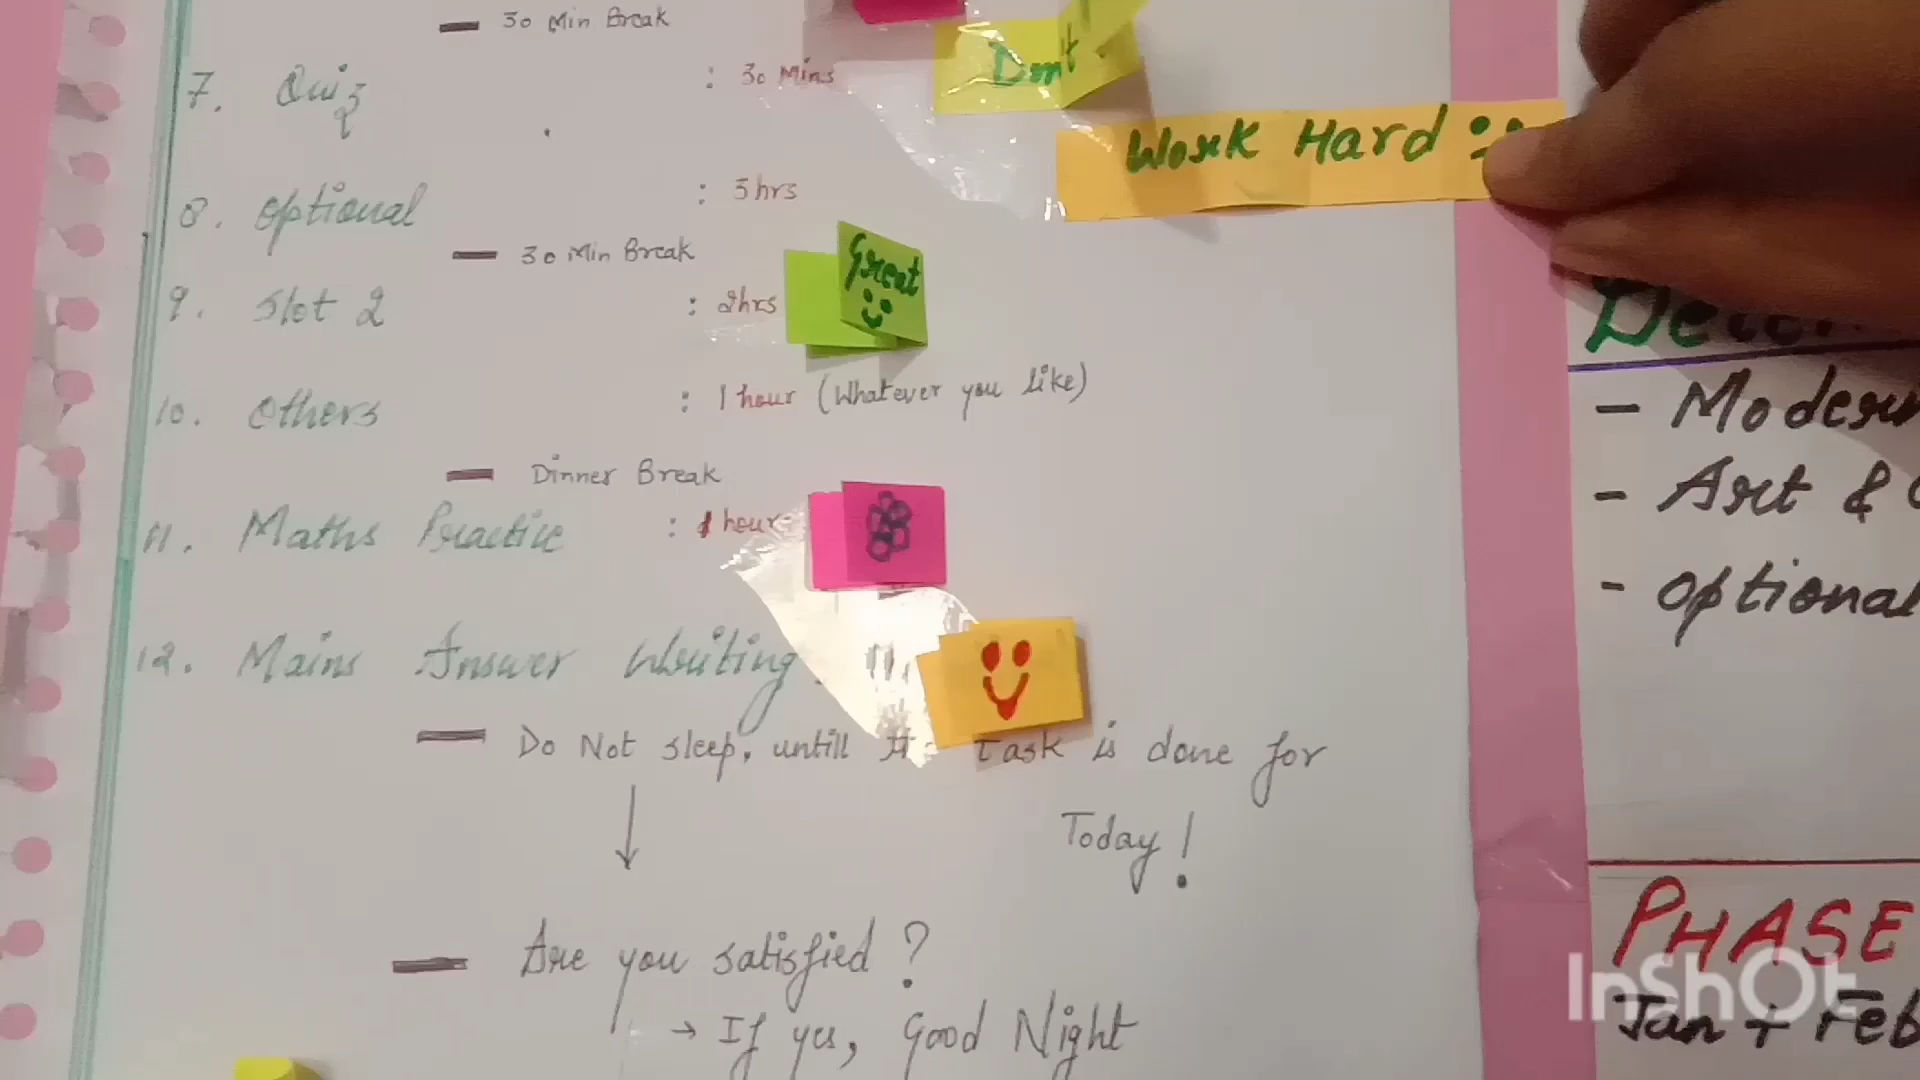 — 30 Min Break
7. Quiz : 30 Mins
Don't
Work Hard
8. Optional : 3hrs
— 30 Min Break
Great
9. Slot 2 : 2hrs
10. Others : 1 hour (Whatever you like)
— Dinner Break
11. Maths Practice : 1 hour
12. Mains Answer Writing :
— Do Not sleep, untill Task is done for
Today!
— Are you satisfied?
→ If yes, Good Night
- Art &
- Optional
PHASE
Jan + Feb
InShOt